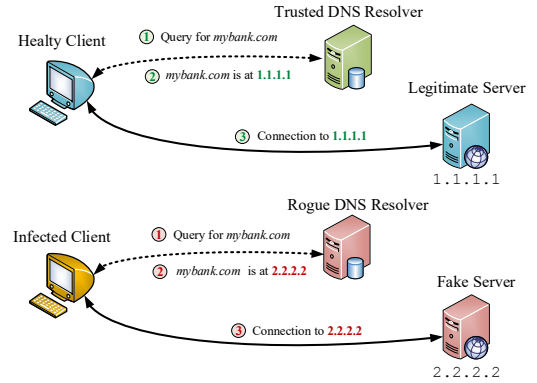 Trusted DNS Resolver
1 Query for mybank.com
Healty Client
2 mybank.com is at 1.1.1.1
Legitimate Server
3 Connection to 1.1.1.1
1.1.1.1
Rogue DNS Resolver
Infected Client
1 Query for mybank.com
2 mybank.com is at 2.2.2.2
Fake Server
3 Connection to 2.2.2.2
2.2.2.2